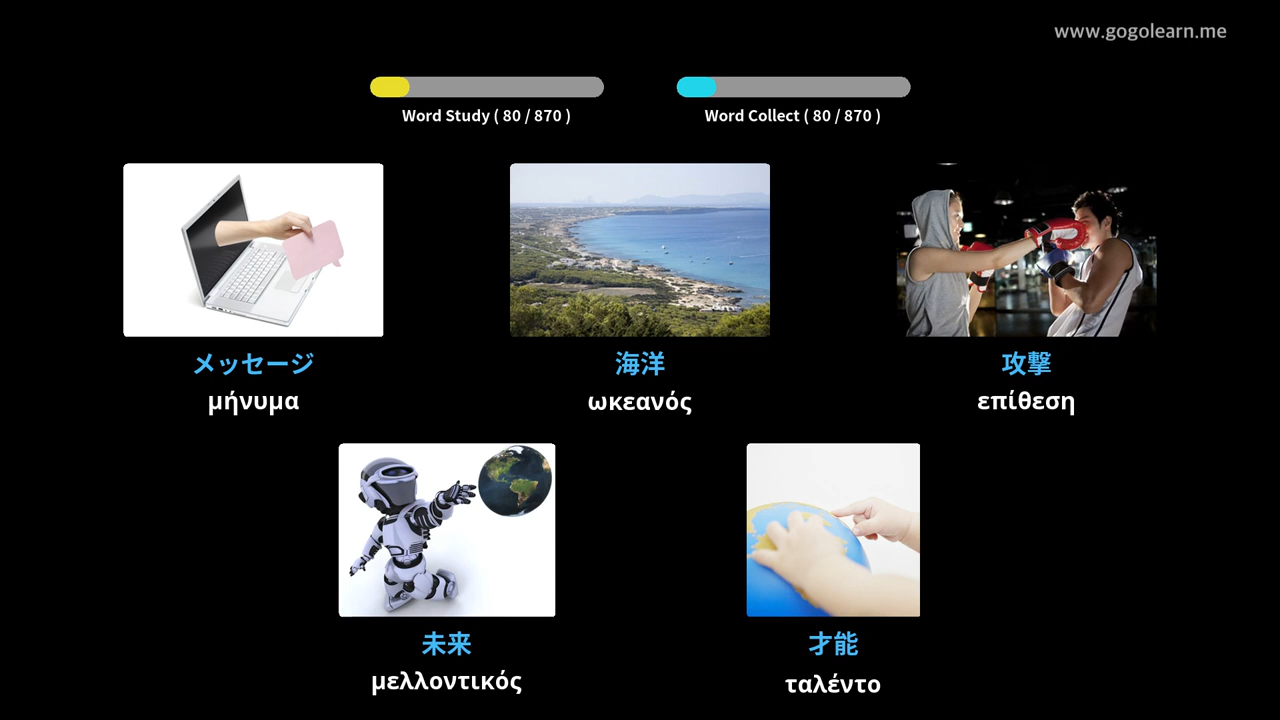 www.gogolearn.me
Word Study ( 80 / 870 )
Word Collect ( 80 / 870 )
メッセージ
μήνυμα
海洋
ωκεανός
攻撃
επίθεση
未来
μελλοντικός
才能
ταλέντο